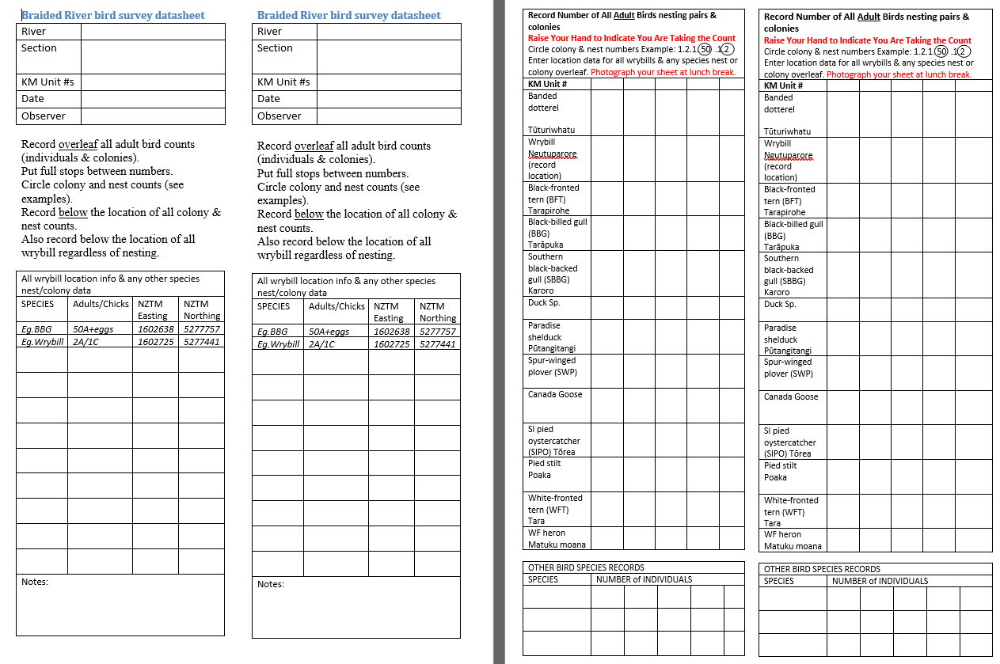 Braided River bird survey datasheet
River
Section
KM Unit #s
Date
Observer
Record overleaf all adult bird counts
(individuals & colonies).
Put full stops between numbers.
Circle colony and nest counts (see
examples).
Record below the location of all colony &
nest counts.
Also record below the location of all
wrybill regardless of nesting.
All wrybill location info & any other species
nest/colony data
SPECIES Adults/Chicks NZTM Easting NZTM Northing
Eg.BBG 50A+eggs 1602638 5277757
Eg.Wrybill 2A/1C 1602725 5277441
Notes:
Braided River bird survey datasheet
River
Section
KM Unit #s
Date
Observer
Record overleaf all adult bird counts
(individuals & colonies).
Put full stops between numbers.
Circle colony and nest counts (see
examples).
Record below the location of all colony &
nest counts.
Also record below the location of all
wrybill regardless of nesting.
All wrybill location info & any other species
nest/colony data
SPECIES Adults/Chicks NZTM Easting NZTM Northing
Eg.BBG 50A+eggs 1602638 5277757
Eg.Wrybill 2A/1C 1602725 5277441
Notes:
Record Number of All Adult Birds nesting pairs &
colonies
Raise Your Hand to Indicate You Are Taking the Count
Circle colony & nest numbers Example: 1.2.1.50 .1.2
Enter location data for all wrybills & any species nest or
colony overleaf. Photograph your sheet at lunch break.
KM Unit #
Banded
dotterel
Tūturiwhatu
Wrybill
Ngutuparore
(record
location)
Black-fronted
tern (BFT)
Tarapirohe
Black-billed gull
(BBG)
Tarāpuka
Southern
black-backed
gull (SBBG)
Karoro
Duck Sp.
Paradise
shelduck
Pūtangitangi
Spur-winged
plover (SWP)
Canada Goose
SI pied
oystercatcher
(SIPO) Tōrea
Pied stilt
Poaka
White-fronted
tern (WFT)
Tara
WF heron
Matuku moana
OTHER BIRD SPECIES RECORDS
SPECIES NUMBER of INDIVIDUALS
Record Number of All Adult Birds nesting pairs &
colonies
Raise Your Hand to Indicate You Are Taking the Count
Circle colony & nest numbers Example: 1.2.1.50 .1.2
Enter location data for all wrybills & any species nest or
colony overleaf. Photograph your sheet at lunch break.
KM Unit #
Banded
dotterel
Tūturiwhatu
Wrybill
Ngutuparore
(record
location)
Black-fronted
tern (BFT)
Tarapirohe
Black-billed gull
(BBG)
Tarāpuka
Southern
black-backed
gull (SBBG)
Karoro
Duck Sp.
Paradise
shelduck
Pūtangitangi
Spur-winged
plover (SWP)
Canada Goose
SI pied
oystercatcher
(SIPO) Tōrea
Pied stilt
Poaka
White-fronted
tern (WFT)
Tara
WF heron
Matuku moana
OTHER BIRD SPECIES RECORDS
SPECIES NUMBER of INDIVIDUALS